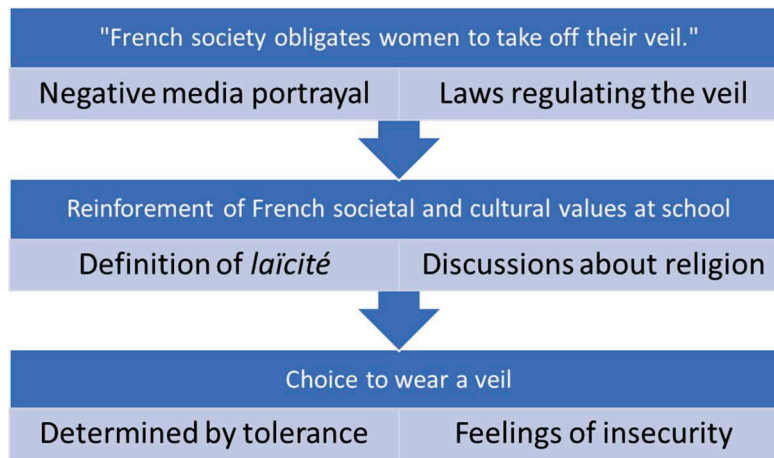 "French society obligates women to take off their veil."
Negative media portrayal
Laws regulating the veil
Reinforement of French societal and cultural values at school
Definition of laïcité
Discussions about religion
Choice to wear a veil
Determined by tolerance
Feelings of insecurity